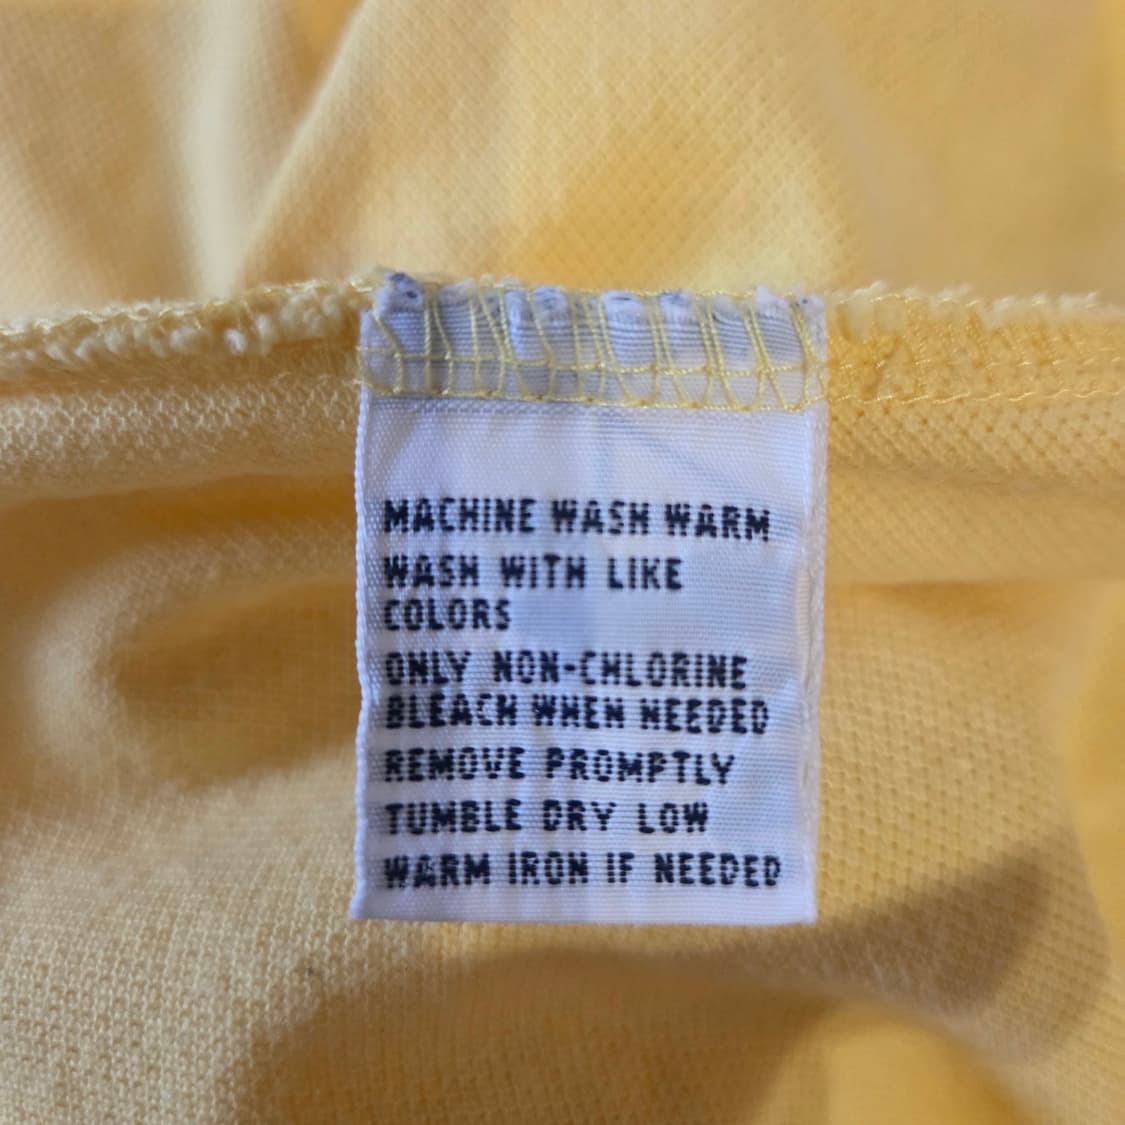 MACHINE WASH WARM
WASH WITH LIKE
COLORS
ONLY NON-CHLORINE
BLEACH WHEN NEEDED
REMOVE PROMPTLY
TUMBLE DRY LOW
WARM IRON IF NEEDED